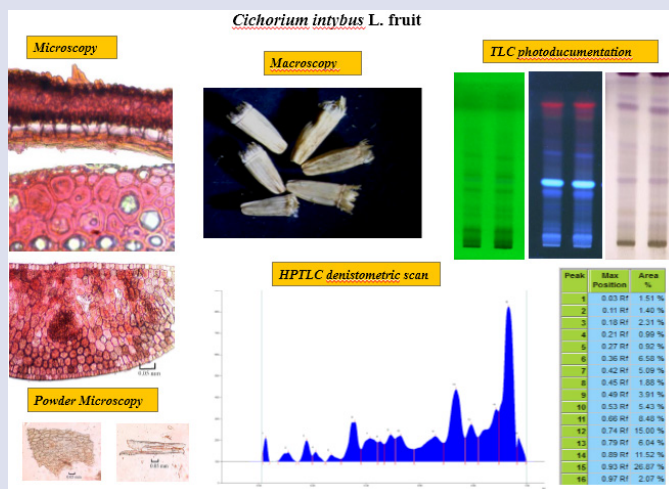 Cichorium intybus L. fruit
Microscopy
Macroscopy
TLC photoducumentation
0.05 mm
HPTLC denistometric scan
Powder Microscopy
Peak Max Position Area %
1 0.03 Rf 1.51 %
2 0.11 Rf 1.40 %
3 0.18 Rf 2.31 %
4 0.21 Rf 0.99 %
5 0.27 Rf 0.92 %
6 0.36 Rf 6.58 %
7 0.42 Rf 5.09 %
8 0.45 Rf 1.88 %
9 0.49 Rf 3.91 %
10 0.53 Rf 5.43 %
11 0.66 Rf 8.48 %
12 0.74 Rf 15.00 %
13 0.79 Rf 6.04 %
14 0.89 Rf 11.52 %
15 0.93 Rf 26.87 %
16 0.97 Rf 2.07 %